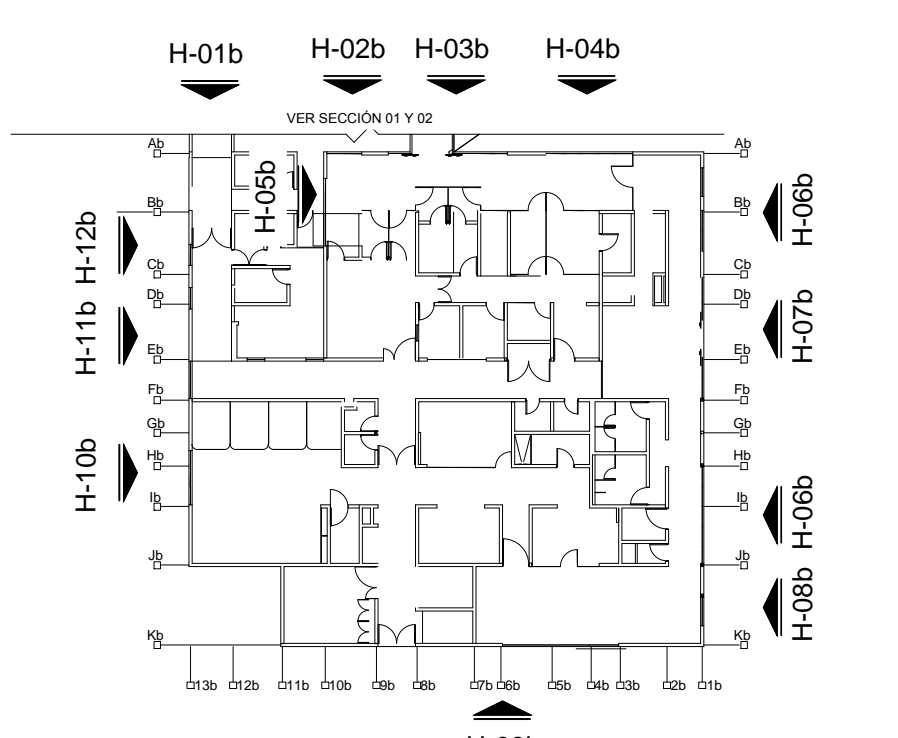 H-01b
H-02b
H-03b
H-04b
VER SECCIÓN 01 Y 02
Ab
Ab
H-05b
Bb
Bb
H-06b
H-12b
Cb
Cb
Db
Db
H-11b
H-07b
Eb
Eb
Fb
Fb
Gb
Gb
Hb
Hb
H-10b
Ib
Ib
H-06b
Jb
Jb
H-08b
Kb
Kb
13b 12b 11b 10b 9b 8b 7b 6b 5b 4b 3b 2b 1b